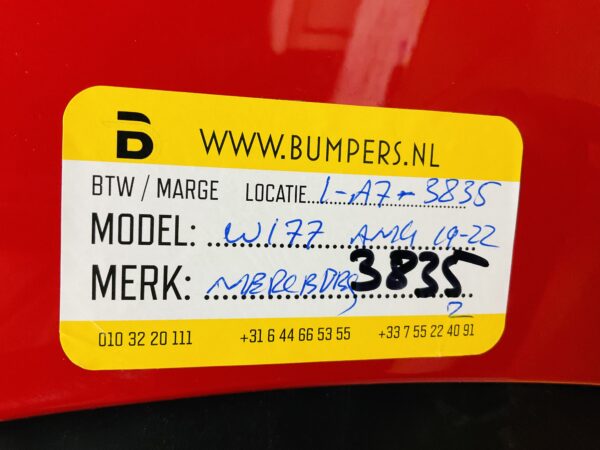 B WWW.BUMPERS.NL
BTW / MARGE LOCATIE 1-A7-3835
MODEL: W177 AMG 19-22
MERK: MERCEDES 3835
2
010 32 20 111 +31 6 44 66 53 55 +33 7 55 22 40 91